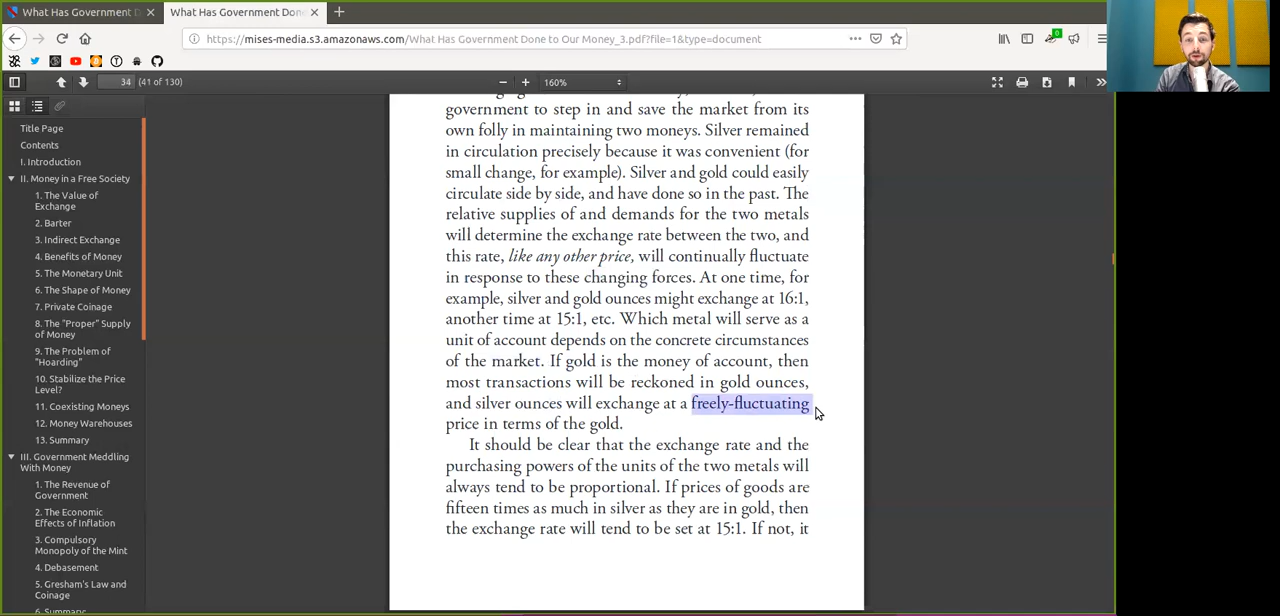 What Has Government D
What Has Government Done
https://mises-media.s3.amazonaws.com/What Has Government Done to Our Money_3.pdf?file=1&type=document
0
34 (41 of 130)
160%
Title Page
Contents
I. Introduction
II. Money in a Free Society
1. The Value of
Exchange
2. Barter
3. Indirect Exchange
4. Benefits of Money
5. The Monetary Unit
6. The Shape of Money
7. Private Coinage
8. The "Proper" Supply
of Money
9. The Problem of
"Hoarding"
10. Stabilize the Price
Level?
11. Coexisting Moneys
12. Money Warehouses
13. Summary
III. Government Meddling
With Money
1. The Revenue of
Government
2. The Economic
Effects of Inflation
3. Compulsory
Monopoly of the Mint
4. Debasement
5. Gresham's Law and
Coinage
6. Summary
government to step in and save the market from its
own folly in maintaining two moneys. Silver remained
in circulation precisely because it was convenient (for
small change, for example). Silver and gold could easily
circulate side by side, and have done so in the past. The
relative supplies of and demands for the two metals
will determine the exchange rate between the two, and
this rate, like any other price, will continually fluctuate
in response to these changing forces. At one time, for
example, silver and gold ounces might exchange at 16:1,
another time at 15:1, etc. Which metal will serve as a
unit of account depends on the concrete circumstances
of the market. If gold is the money of account, then
most transactions will be reckoned in gold ounces,
and silver ounces will exchange at a freely-fluctuating
price in terms of the gold.
It should be clear that the exchange rate and the
purchasing powers of the units of the two metals will
always tend to be proportional. If prices of goods are
fifteen times as much in silver as they are in gold, then
the exchange rate will tend to be set at 15:1. If not, it